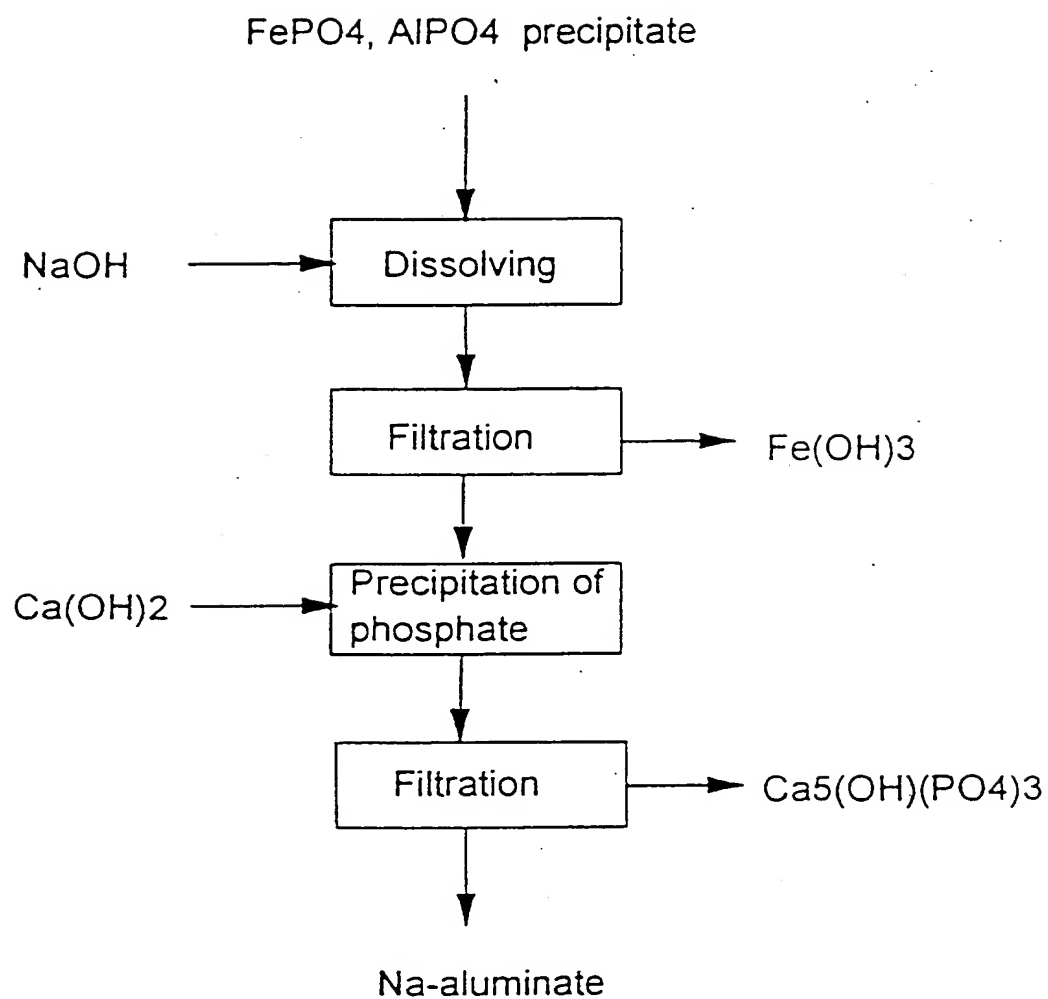 FePO4, AlPO4 precipitate
NaOH
Dissolving
Filtration
Fe(OH)3
Ca(OH)2
Precipitation of
phosphate
Filtration
Ca5(OH)(PO4)3
Na-aluminate